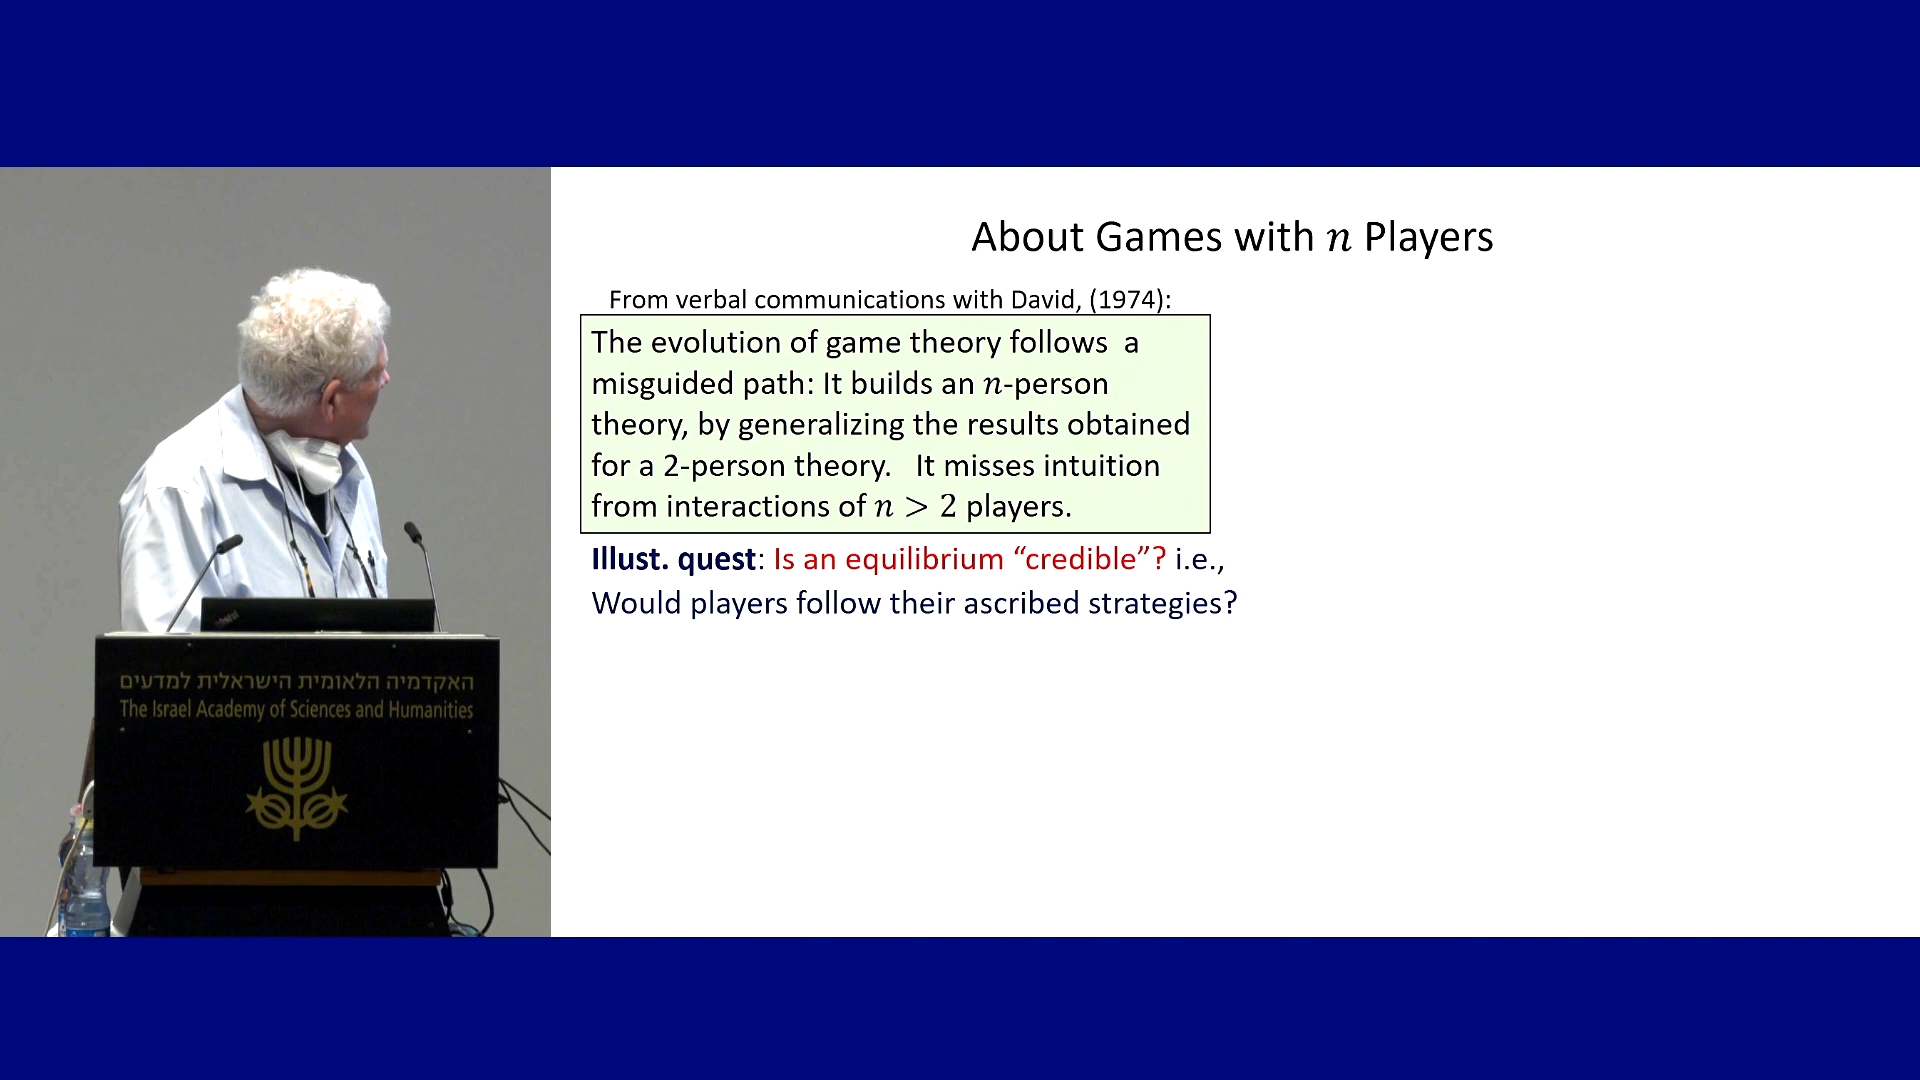 About Games with n Players
From verbal communications with David, (1974):
The evolution of game theory follows a
misguided path: It builds an n-person
theory, by generalizing the results obtained
for a 2-person theory. It misses intuition
from interactions of n > 2 players.
Illust. quest: Is an equilibrium “credible”? i.e.,
Would players follow their ascribed strategies?
האקדמיה הלאומית הישראלית למדעים
The Israel Academy of Sciences and Humanities